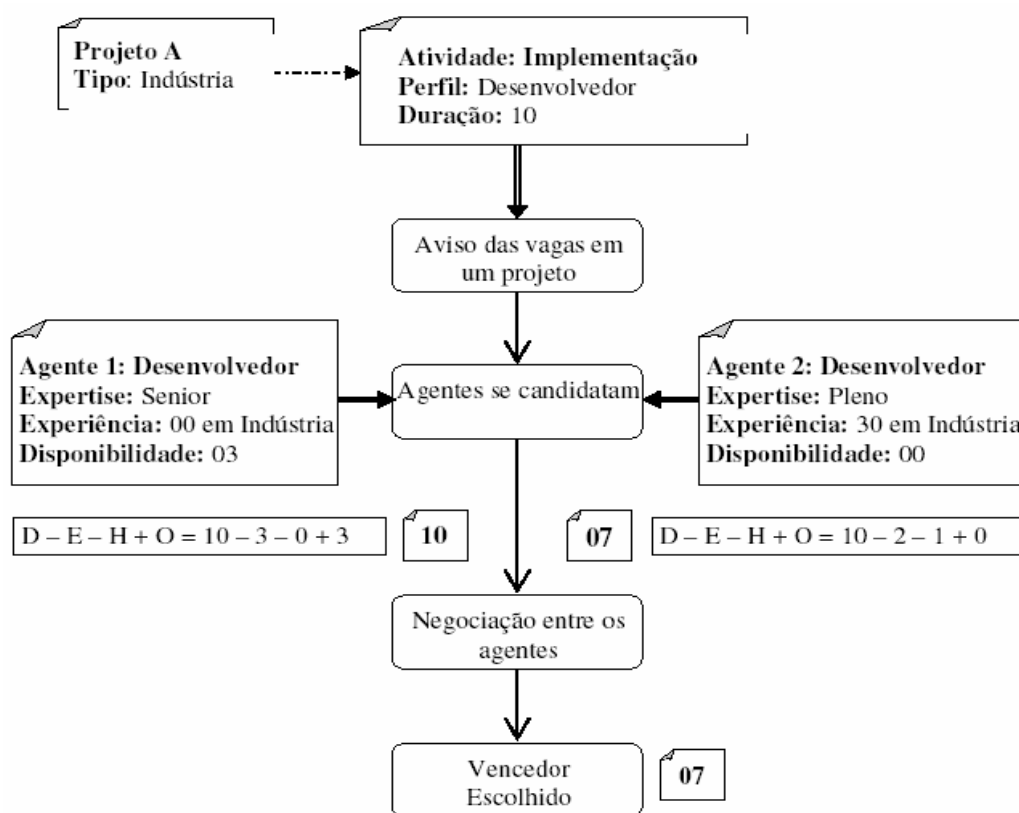 Projeto A
Tipo: Indústria
Atividade: Implementação
Perfil: Desenvolvedor
Duração: 10
Aviso das vagas em
um projeto
Agente 1: Desenvolvedor
Expertise: Senior
Experiência: 00 em Indústria
Disponibilidade: 03
Agentes se candidatam
Agente 2: Desenvolvedor
Expertise: Pleno
Experiência: 30 em Indústria
Disponibilidade: 00
D – E – H + O = 10 – 3 – 0 + 3
10
07
D – E – H + O = 10 – 2 – 1 + 0
Negociação entre os
agentes
Vencedor
Escolhido
07